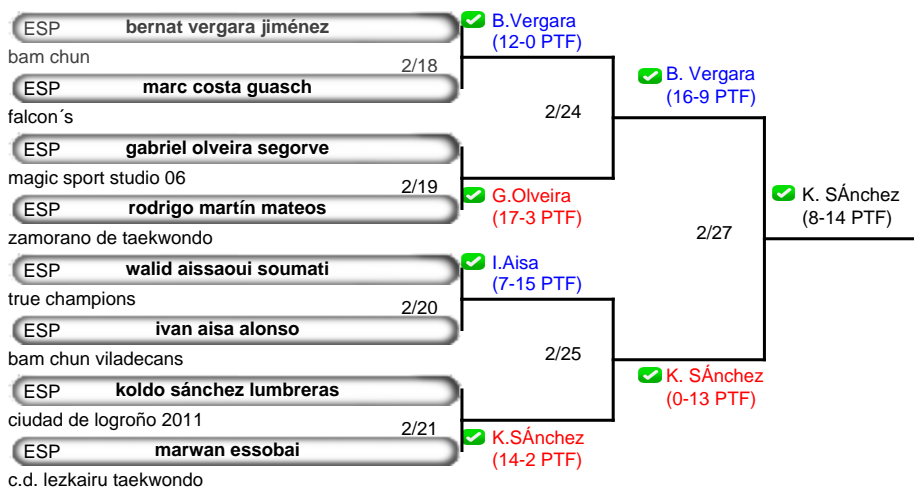 ESP bernat vergara jiménez
bam chun
2/18
ESP marc costa guasch
falcon´s
ESP gabriel olveira segorve
magic sport studio 06
2/19
ESP rodrigo martín mateos
zamorano de taekwondo
ESP walid aissaoui soumati
true champions
2/20
ESP ivan aisa alonso
bam chun viladecans
ESP koldo sánchez lumbreras
ciudad de logroño 2011
2/21
ESP marwan essobai
c.d. lezkairu taekwondo
B.Vergara
(12-0 PTF)
2/24
G.Olveira
(17-3 PTF)
I.Aisa
(7-15 PTF)
2/25
K.SÁnchez
(14-2 PTF)
B. Vergara
(16-9 PTF)
2/27
K. SÁnchez
(0-13 PTF)
K. SÁnchez
(8-14 PTF)